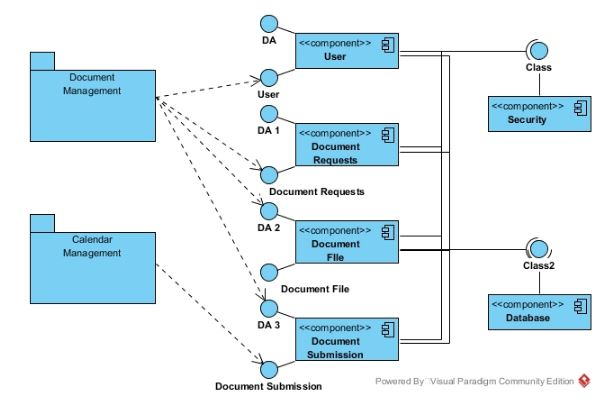 DA
<<component>>
User
Class
Document
Management
User
DA 1
<<component>>
Document
Requests
<<component>>
Security
Document Requests
DA 2
<<component>>
Document
FIle
Calendar
Management
Class2
Document File
<<component>>
Database
DA 3
<<component>>
Document
Submission
Document Submission
Powered By Visual Paradigm Community Edition